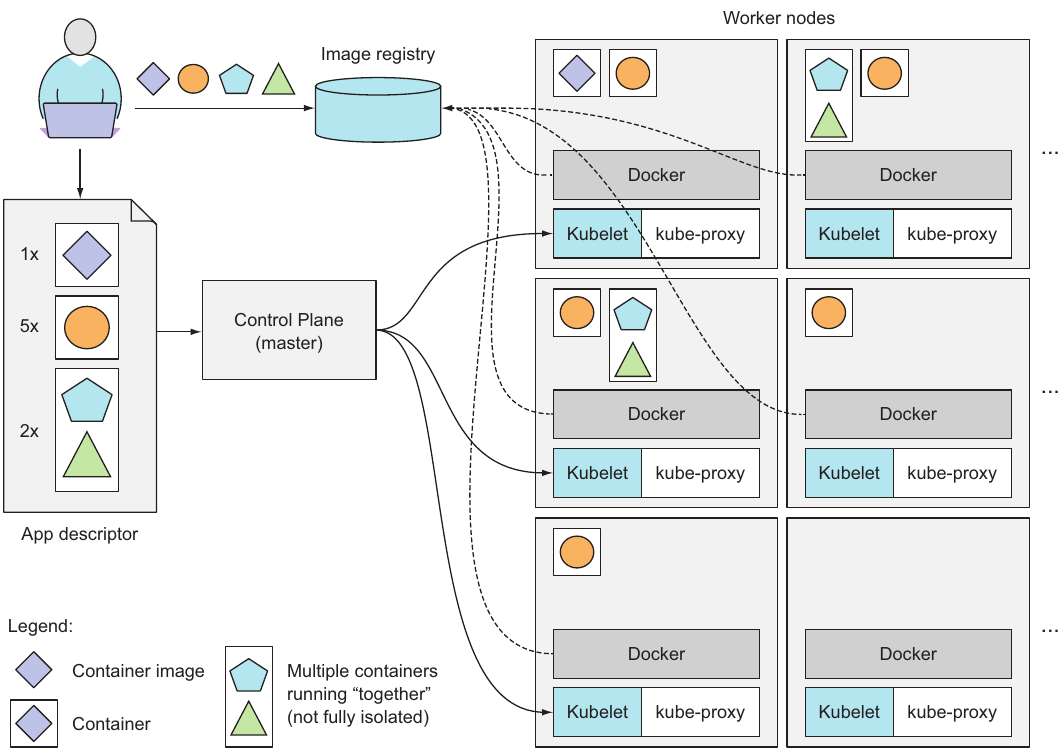 Worker nodes
Image registry
...
Docker
Docker
Kubelet
kube-proxy
Kubelet
kube-proxy
1x
5x
2x
App descriptor
Control Plane
(master)
...
Docker
Docker
Kubelet
kube-proxy
Kubelet
kube-proxy
...
Docker
Docker
Kubelet
kube-proxy
Kubelet
kube-proxy
Legend:
Container image
Container
Multiple containers
running “together”
(not fully isolated)